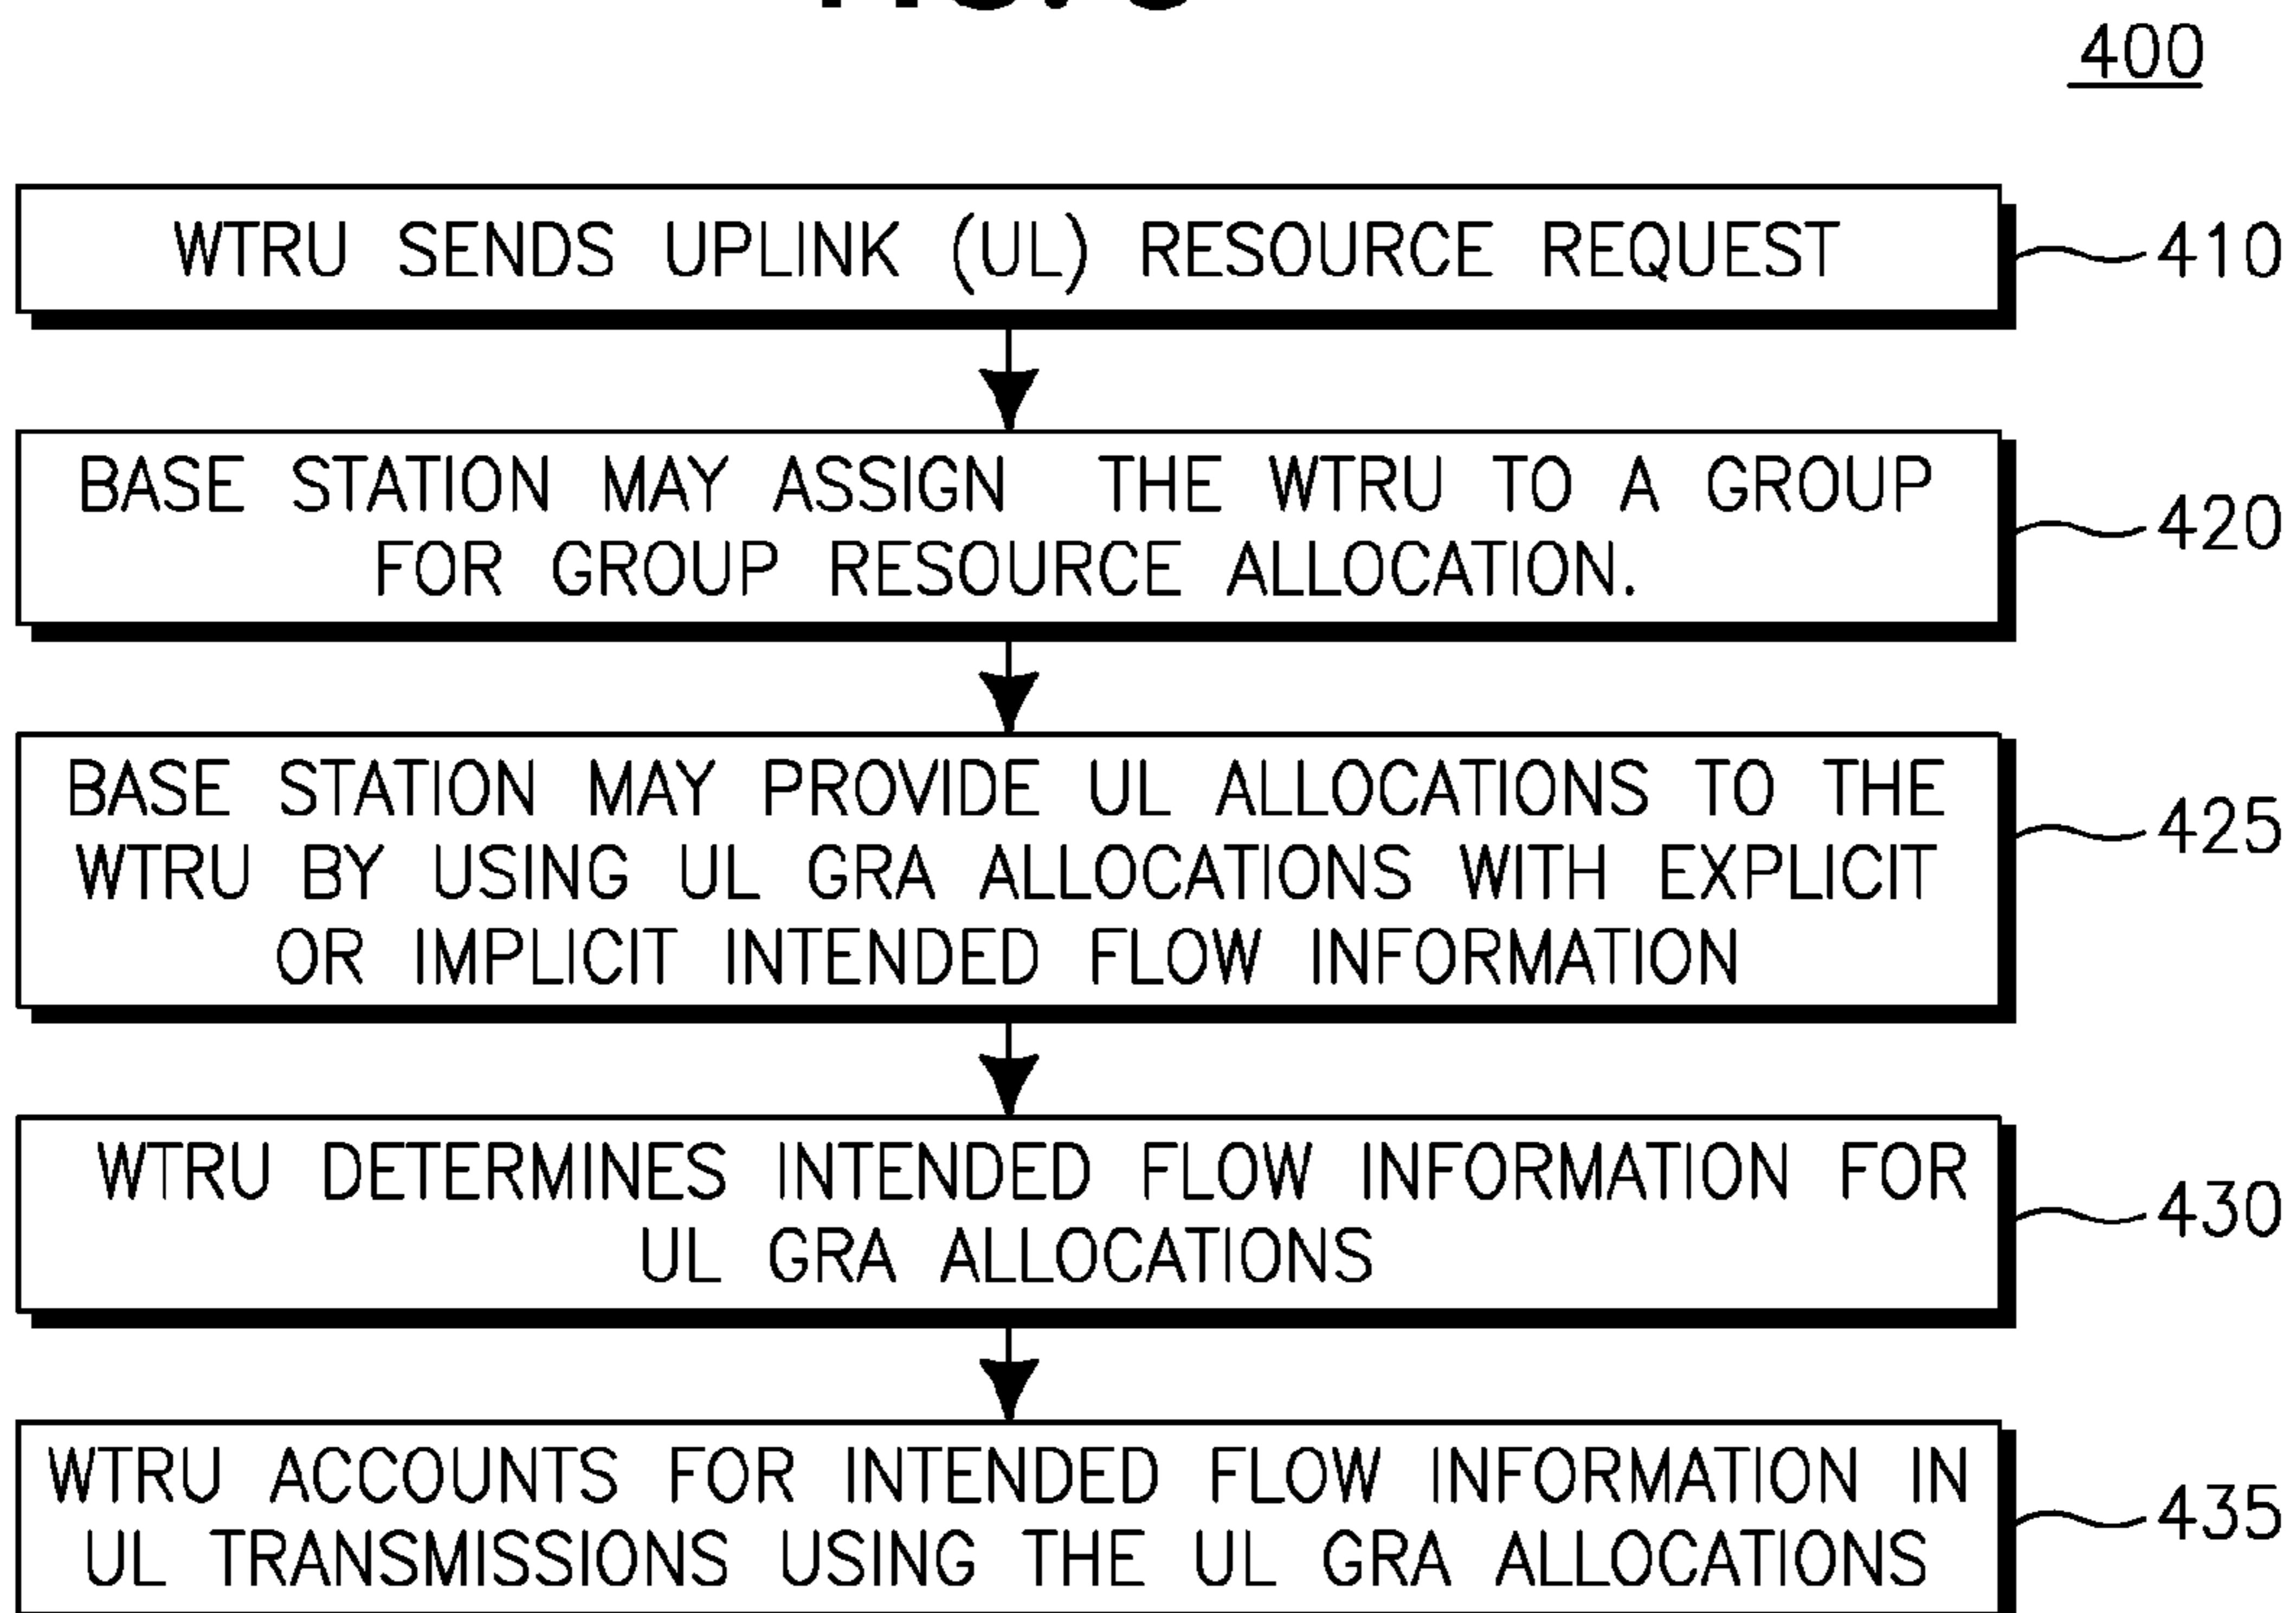 400
WTRU SENDS UPLINK (UL) RESOURCE REQUEST
410
BASE STATION MAY ASSIGN THE WTRU TO A GROUP
FOR GROUP RESOURCE ALLOCATION.
420
BASE STATION MAY PROVIDE UL ALLOCATIONS TO THE
WTRU BY USING UL GRA ALLOCATIONS WITH EXPLICIT
OR IMPLICIT INTENDED FLOW INFORMATION
425
WTRU DETERMINES INTENDED FLOW INFORMATION FOR
UL GRA ALLOCATIONS
430
WTRU ACCOUNTS FOR INTENDED FLOW INFORMATION IN
UL TRANSMISSIONS USING THE UL GRA ALLOCATIONS
435